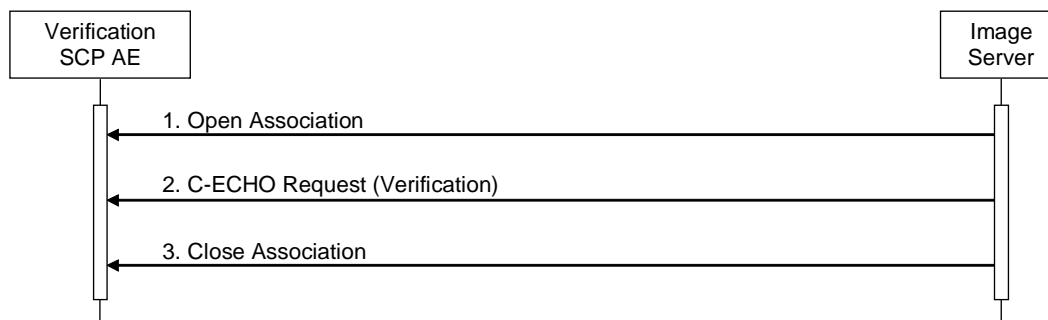 Verification
SCP AE
Image
Server
1. Open Association
2. C-ECHO Request (Verification)
3. Close Association